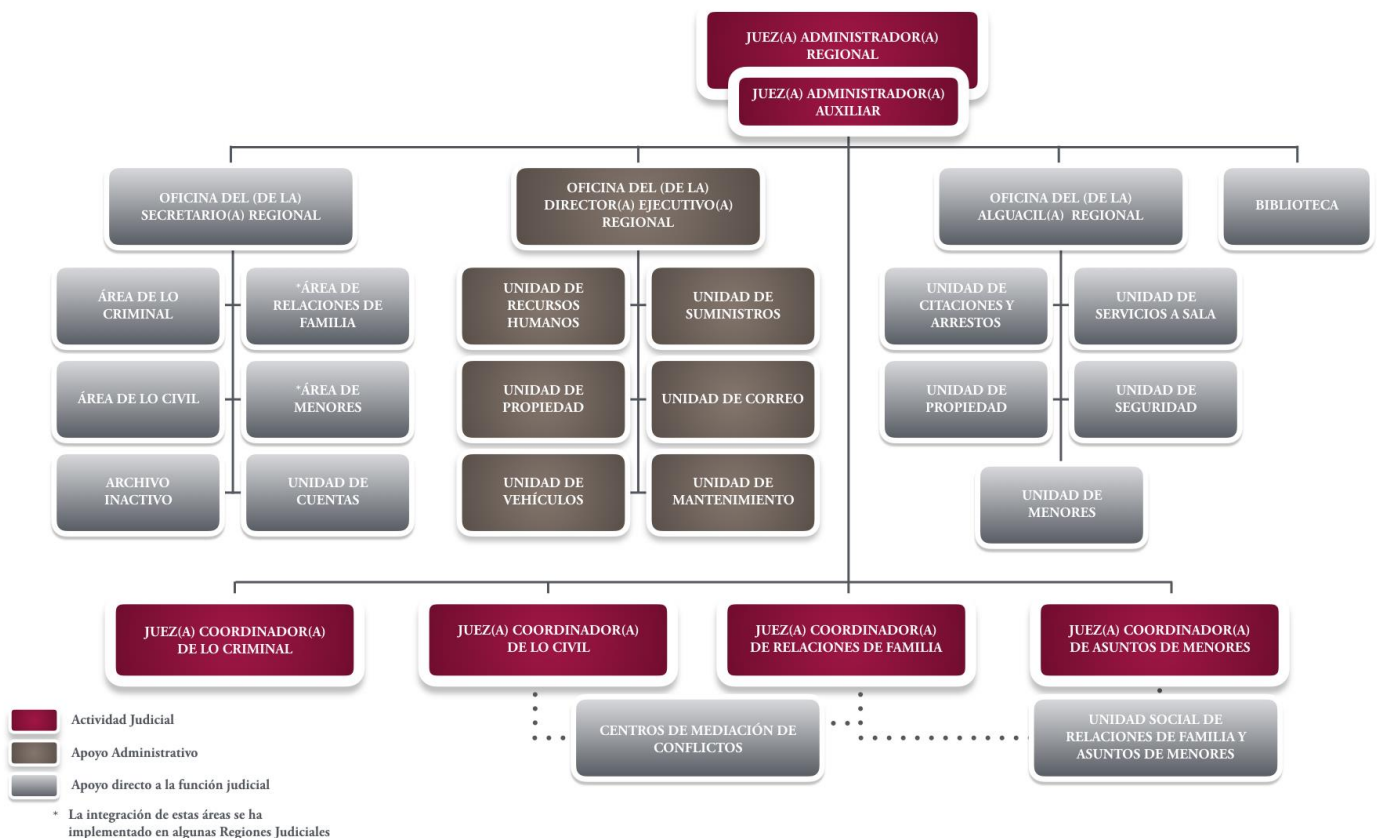 JUEZ(A) ADMINISTRADOR(A)
REGIONAL
JUEZ(A) ADMINISTRADOR(A)
AUXILIAR
OFICINA DEL (DE LA)
SECRETARIO(A) REGIONAL
OFICINA DEL (DE LA)
DIRECTOR(A) EJECUTIVO(A)
REGIONAL
OFICINA DEL (DE LA)
ALGUACIL(A) REGIONAL
BIBLIOTECA
ÁREA DE LO
CRIMINAL
*ÁREA DE
RELACIONES DE
FAMILIA
ÁREA DE LO CIVIL
*ÁREA DE
MENORES
ARCHIVO
INACTIVO
UNIDAD DE
CUENTAS
UNIDAD DE
RECURSOS
HUMANOS
UNIDAD DE
SUMINISTROS
UNIDAD DE
PROPIEDAD
UNIDAD DE CORREO
UNIDAD DE
VEHÍCULOS
UNIDAD DE
MANTENIMIENTO
UNIDAD DE
CITACIONES Y
ARRESTOS
UNIDAD DE
SERVICIOS A SALA
UNIDAD DE
PROPIEDAD
UNIDAD DE
SEGURIDAD
UNIDAD DE
MENORES
JUEZ(A) COORDINADOR(A)
DE LO CRIMINAL
JUEZ(A) COORDINADOR(A)
DE LO CIVIL
JUEZ(A) COORDINADOR(A)
DE RELACIONES DE FAMILIA
JUEZ(A) COORDINADOR(A)
DE ASUNTOS DE MENORES
CENTROS DE MEDIACIÓN DE
CONFLICTOS
UNIDAD SOCIAL DE
RELACIONES DE FAMILIA Y
ASUNTOS DE MENORES
Actividad Judicial
Apoyo Administrativo
Apoyo directo a la función judicial
* La integración de estas áreas se ha
implementado en algunas Regiones Judiciales